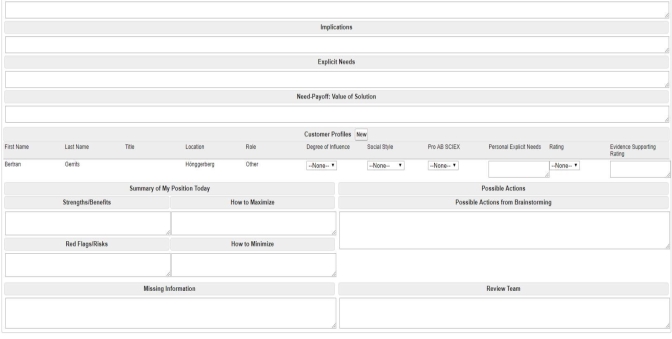 Implications
Explicit Needs
Need-Payoff: Value of Solution
Customer Profiles New
First Name Last Name Title Location Role Degree of Influence Social Style Pro AB SCIEX Personal Explicit Needs Rating Evidence Supporting
Rating
Bertran Gerrits Hönggerberg Other --None-- --None-- --None-- --None--
Summary of My Position Today Possible Actions
Strengths/Benefits How to Maximize Possible Actions from Brainstorming
Red Flags/Risks How to Minimize
Missing Information Review Team